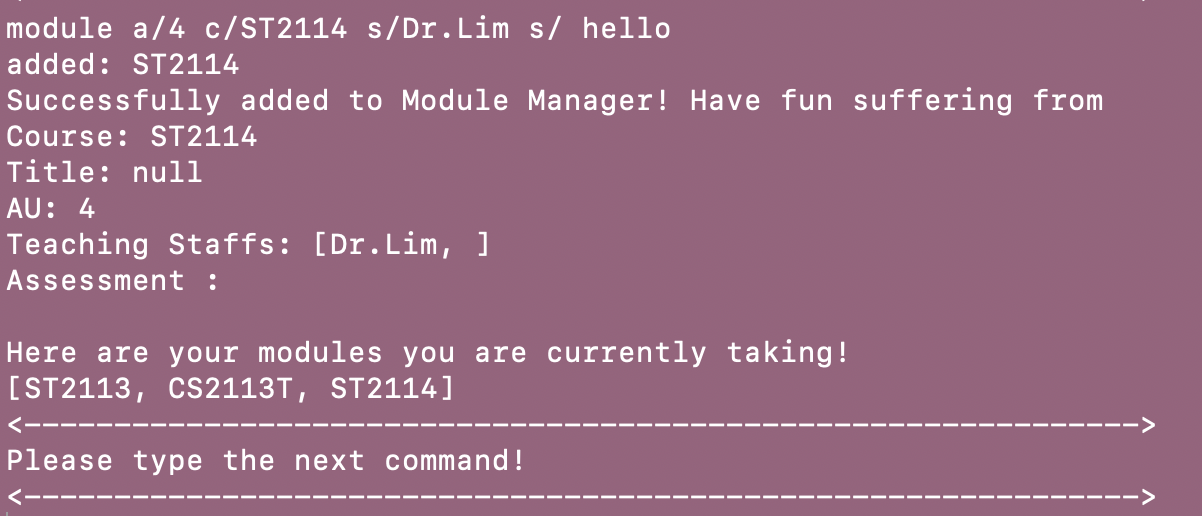 module a/4 c/ST2114 s/Dr.Lim s/ hello
added: ST2114
Successfully added to Module Manager! Have fun suffering from
Course: ST2114
Title: null
AU: 4
Teaching Staffs: [Dr.Lim, ]
Assessment :
Here are your modules you are currently taking!
[ST2113, CS2113T, ST2114]
<-------------------------------------------------------------->
Please type the next command!
<-------------------------------------------------------------->